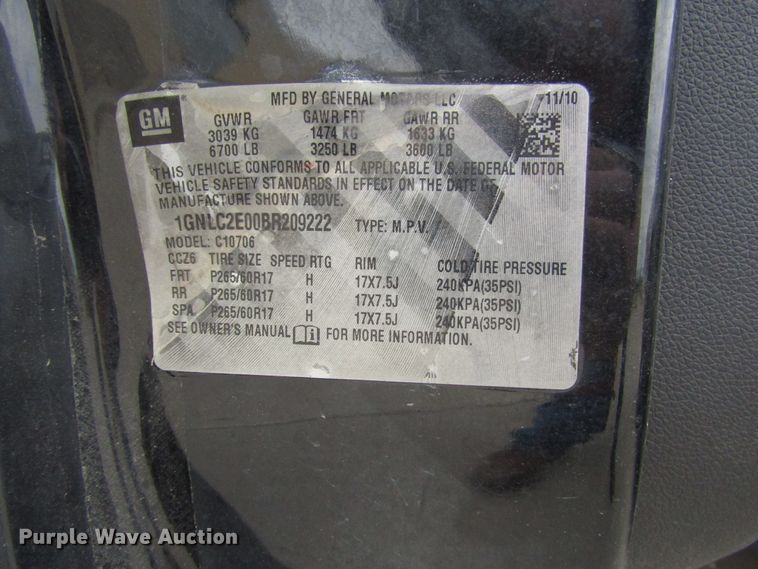 GM
MFD BY GENERAL MOTORS LLC 11/10
GVWR GAWR FRT GAWR RR
3039 KG 1474 KG 1633 KG
6700 LB 3250 LB 3600 LB
THIS VEHICLE CONFORMS TO ALL APPLICABLE U.S. FEDERAL MOTOR
VEHICLE SAFETY STANDARDS IN EFFECT ON THE DATE OF
MANUFACTURE SHOWN ABOVE.
1GNLC2E00BR209222 TYPE: M.P.V.
MODEL: C10706
CCZ6 TIRE SIZE SPEED RTG RIM COLD TIRE PRESSURE
FRT P265/60R17 H 17X7.5J 240KPA(35PSI)
RR P265/60R17 H 17X7.5J 240KPA(35PSI)
SPA P265/60R17 H 17X7.5J 240KPA(35PSI)
SEE OWNER'S MANUAL FOR MORE INFORMATION.
Purple Wave Auction